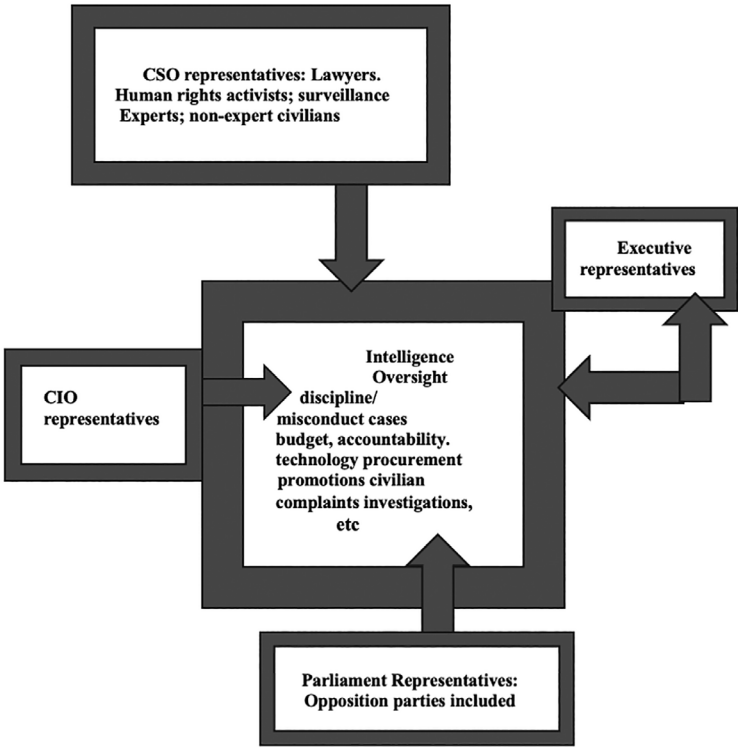 CSO representatives: Lawyers.
Human rights activists; surveillance
Experts; non-expert civilians
Executive
representatives
CIO
representatives
Intelligence
Oversight
discipline/
misconduct cases
budget, accountability.
technology procurement
promotions civilian
complaints investigations,
etc
Parliament Representatives:
Opposition parties included